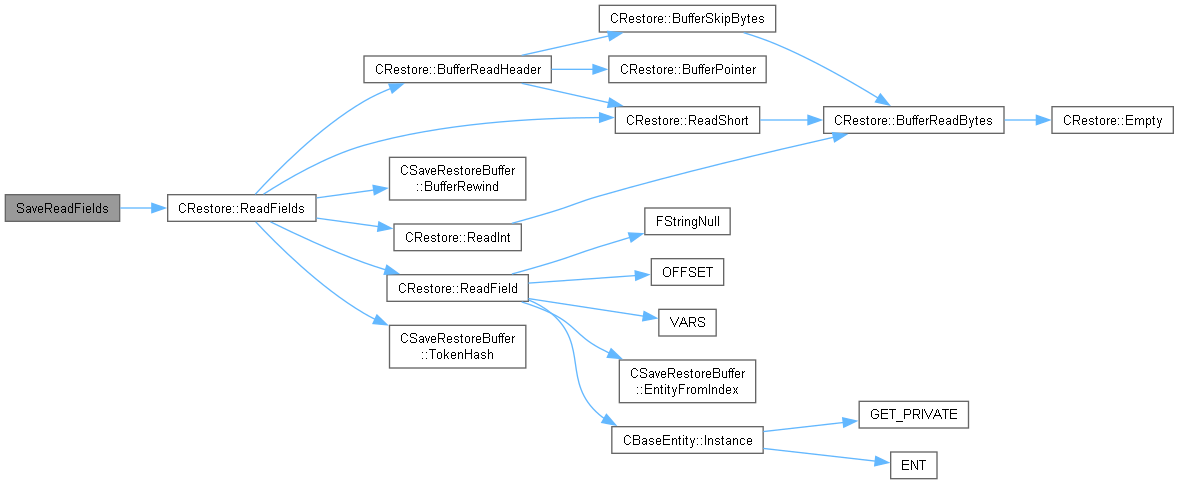 SaveReadFields
CRestore::ReadFields
CRestore::BufferReadHeader
CRestore::BufferSkipBytes
CRestore::BufferPointer
CRestore::ReadShort
CRestore::BufferReadBytes
CRestore::Empty
CSaveRestoreBuffer
::BufferRewind
CRestore::ReadInt
CRestore::ReadField
CSaveRestoreBuffer
::TokenHash
FStringNull
OFFSET
VARS
CSaveRestoreBuffer
::EntityFromIndex
CBaseEntity::Instance
GET_PRIVATE
ENT